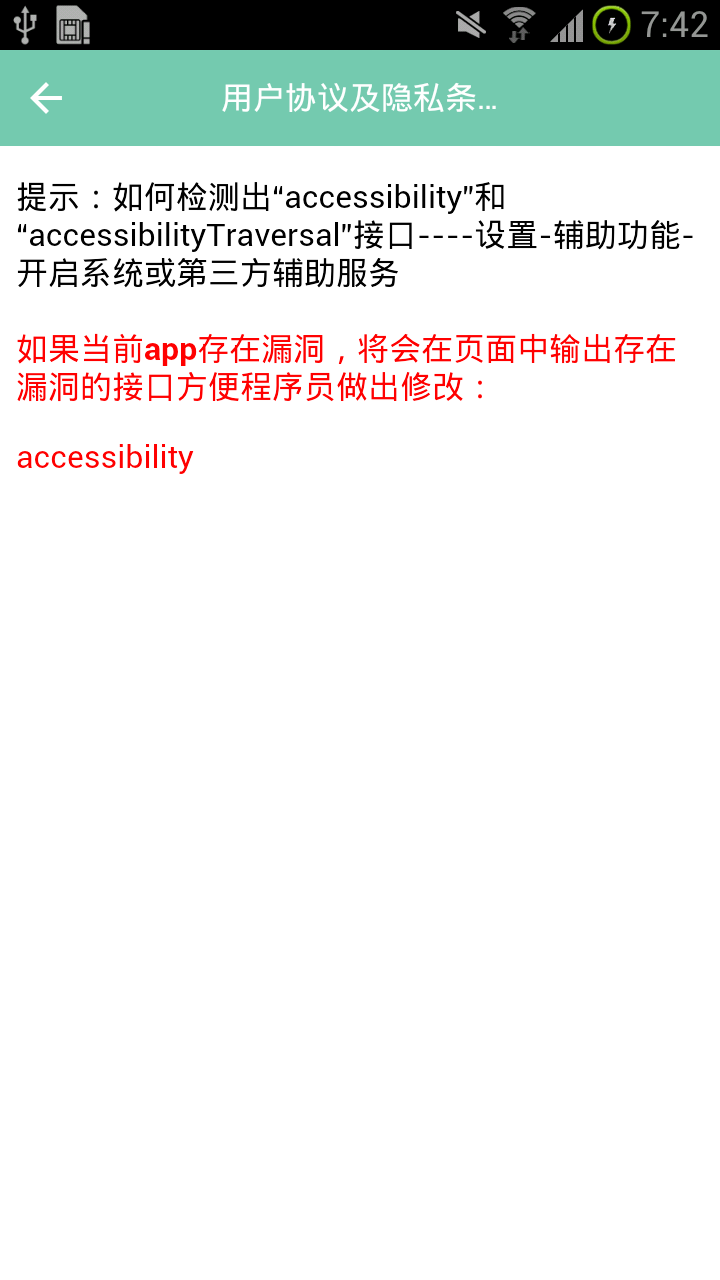 7:42
用户协议及隐私条...
提示：如何检测出“accessibility”和
“accessibilityTraversal”接口----设置-辅助功能-
开启系统或第三方辅助服务
如果当前app存在漏洞，将会在页面中输出存在
漏洞的接口方便程序员做出修改：
accessibility